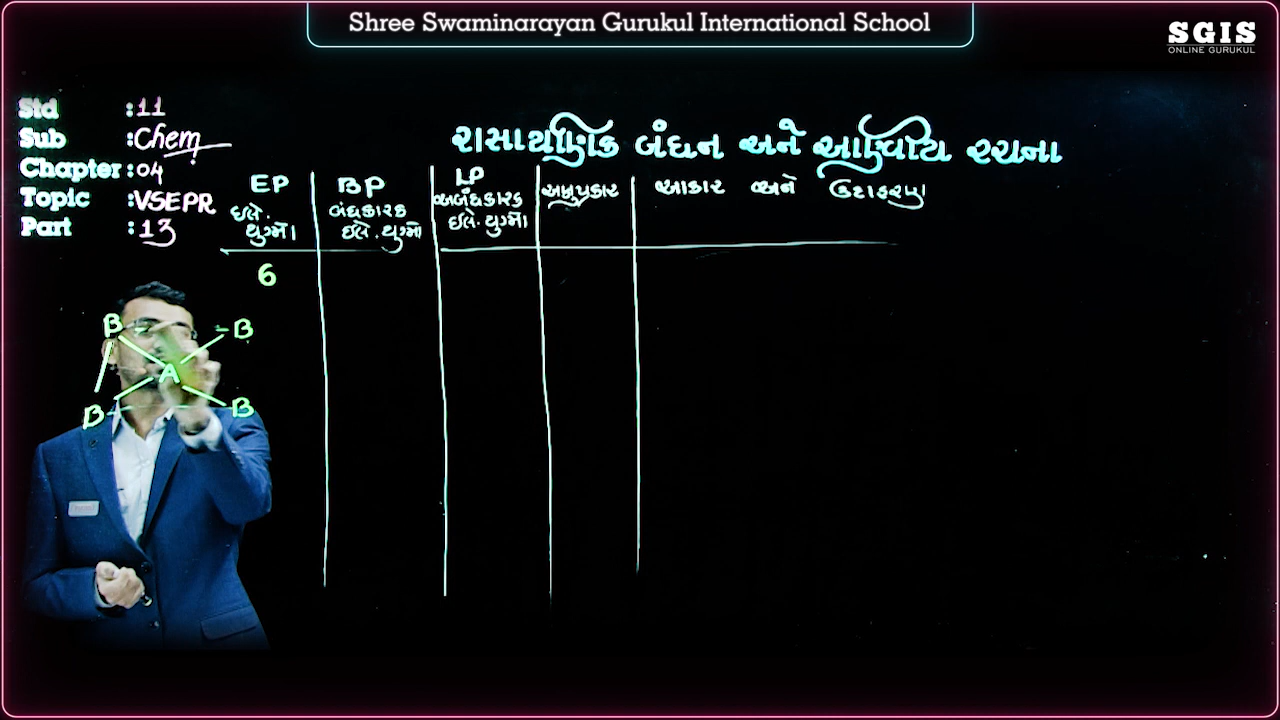 Shree Swaminarayan Gurukul International School
SGIS
ONLINE GURUKUL
Std :11
Sub :Chem
Chapter :04
Topic :VSEPR
Part :13
રાસાયણિક બંધન અને આણ્વિય રચના
EP BP LP અણુપ્રકાર આકાર અને ઉદાહરણ
ઇલે. યુગ્મો બંધકારક ઇલે. યુગ્મો અબંધકારક ઇલે. યુગ્મો
6
B B
A
B B